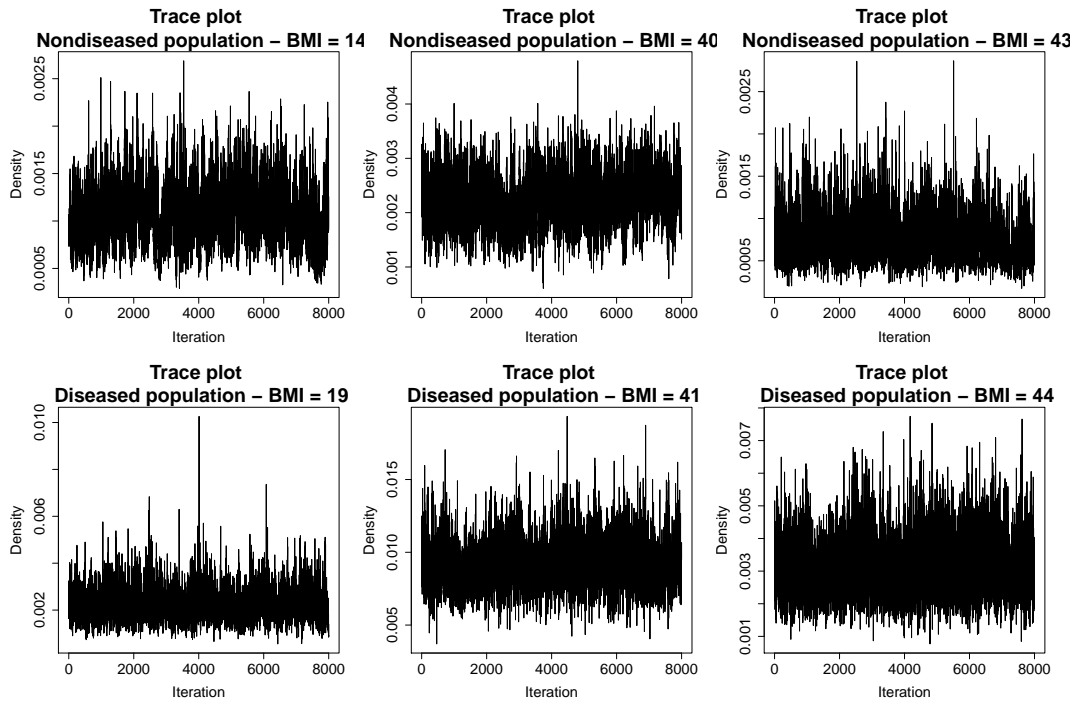 Trace plot
Nondiseased population − BMI = 14
0.0025
0.0015
0.0005
Density
0 2000 4000 6000 8000
Iteration
Trace plot
Nondiseased population − BMI = 40
0.004
0.003
0.002
0.001
Density
0 2000 4000 6000 8000
Iteration
Trace plot
Nondiseased population − BMI = 43
0.0025
0.0015
0.0005
Density
0 2000 4000 6000 8000
Iteration
Trace plot
Diseased population − BMI = 19
0.010
0.006
0.002
Density
0 2000 4000 6000 8000
Iteration
Trace plot
Diseased population − BMI = 41
0.015
0.010
0.005
Density
0 2000 4000 6000 8000
Iteration
Trace plot
Diseased population − BMI = 44
0.007
0.005
0.003
0.001
Density
0 2000 4000 6000 8000
Iteration